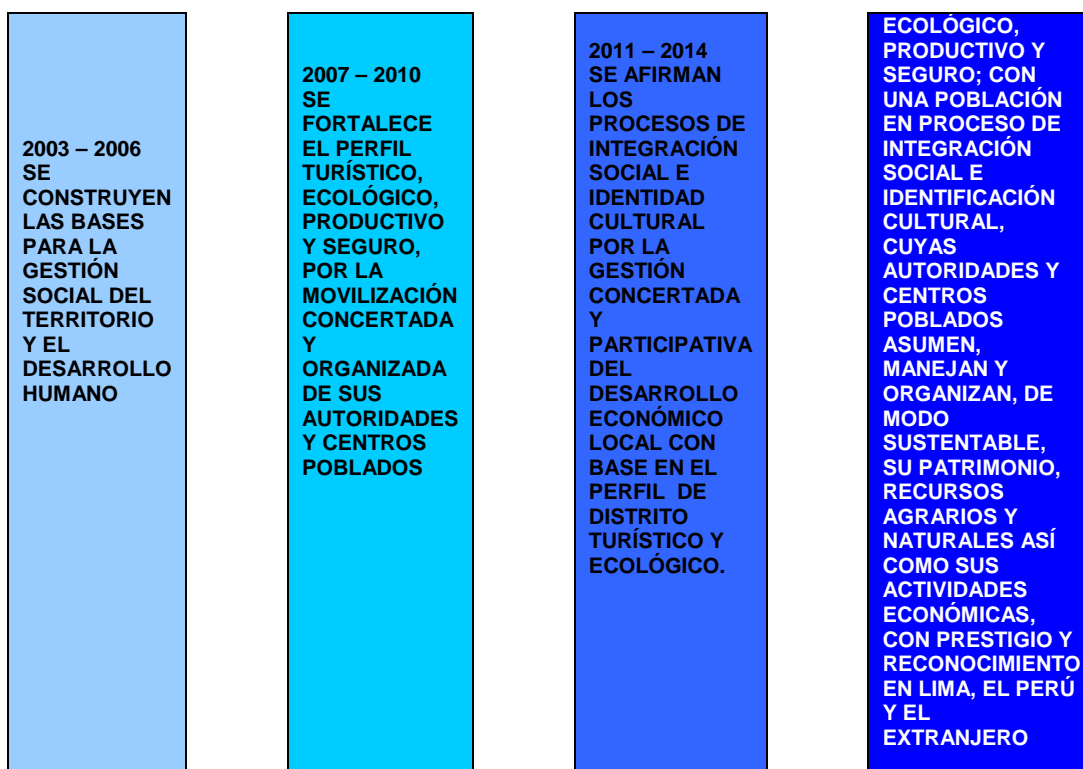 2003 – 2006
SE
CONSTRUYEN
LAS BASES
PARA LA
GESTIÓN
SOCIAL DEL
TERRITORIO
Y EL
DESARROLLO
HUMANO
2007 – 2010
SE
FORTALECE
EL PERFIL
TURÍSTICO,
ECOLÓGICO,
PRODUCTIVO
Y SEGURO,
POR LA
MOVILIZACIÓN
CONCERTADA
Y
ORGANIZADA
DE SUS
AUTORIDADES
Y CENTROS
POBLADOS
2011 – 2014
SE AFIRMAN
LOS
PROCESOS DE
INTEGRACIÓN
SOCIAL E
IDENTIDAD
CULTURAL
POR LA
GESTIÓN
CONCERTADA
Y
PARTICIPATIVA
DEL
DESARROLLO
ECONÓMICO
LOCAL CON
BASE EN EL
PERFIL DE
DISTRITO
TURÍSTICO Y
ECOLÓGICO.
ECOLÓGICO,
PRODUCTIVO Y
SEGURO; CON
UNA POBLACIÓN
EN PROCESO DE
INTEGRACIÓN
SOCIAL E
IDENTIFICACIÓN
CULTURAL,
CUYAS
AUTORIDADES Y
CENTROS
POBLADOS
ASUMEN,
MANEJAN Y
ORGANIZAN, DE
MODO
SUSTENTABLE,
SU PATRIMONIO,
RECURSOS
AGRARIOS Y
NATURALES ASÍ
COMO SUS
ACTIVIDADES
ECONÓMICAS,
CON PRESTIGIO Y
RECONOCIMIENTO
EN LIMA, EL PERÚ
Y EL
EXTRANJERO